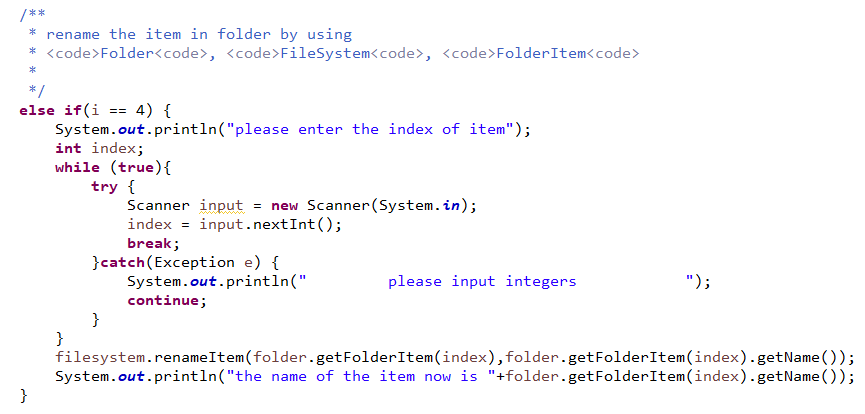 /**
 * rename the item in folder by using
 * <code>Folder<code>, <code>FileSystem<code>, <code>FolderItem<code>
 *
 */
else if(i == 4) {
    System.out.println("please enter the index of item");
    int index;
    while (true){
        try {
            Scanner input = new Scanner(System.in);
            index = input.nextInt();
            break;
        }catch(Exception e) {
            System.out.println("         please input integers            ");
            continue;
        }
    }
    filesystem.renameItem(folder.getFolderItem(index),folder.getFolderItem(index).getName());
    System.out.println("the name of the item now is "+folder.getFolderItem(index).getName());
}